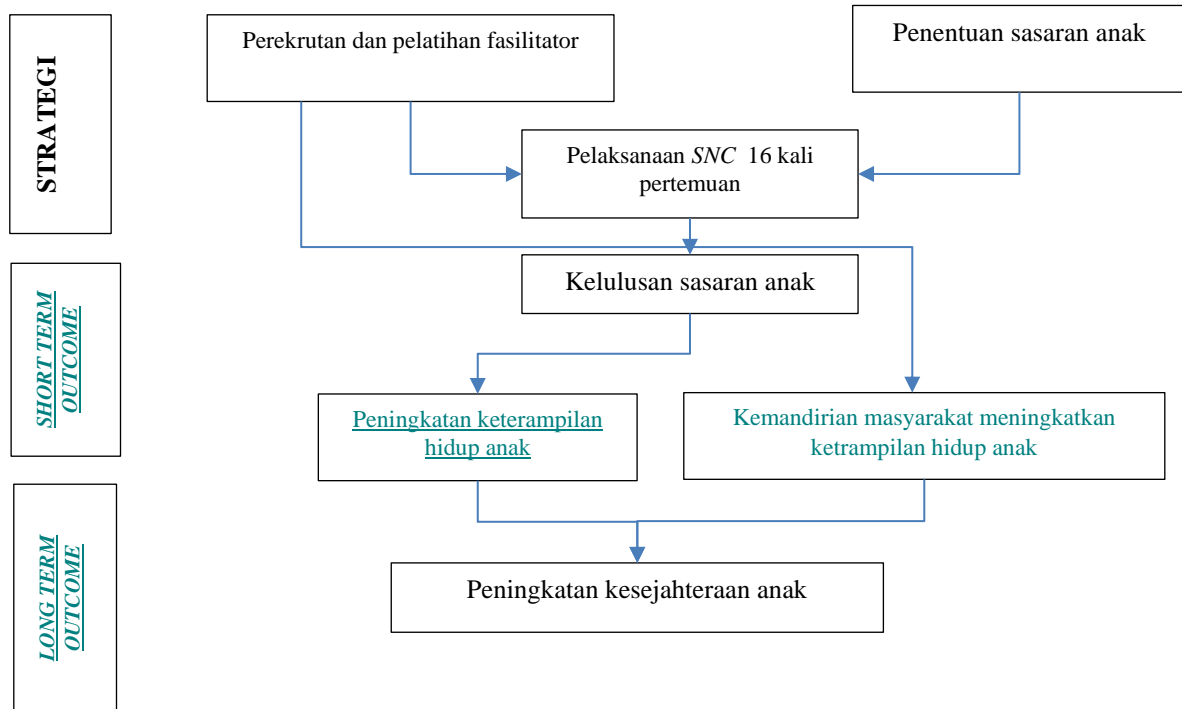 STRATEGI
Perekrutan dan pelatihan fasilitator
Penentuan sasaran anak
Pelaksanaan SNC 16 kali
pertemuan
SHORT TERM
OUTCOME
Kelulusan sasaran anak
Peningkatan keterampilan
hidup anak
Kemandirian masyarakat meningkatkan
ketrampilan hidup anak
LONG TERM
OUTCOME
Peningkatan kesejahteraan anak